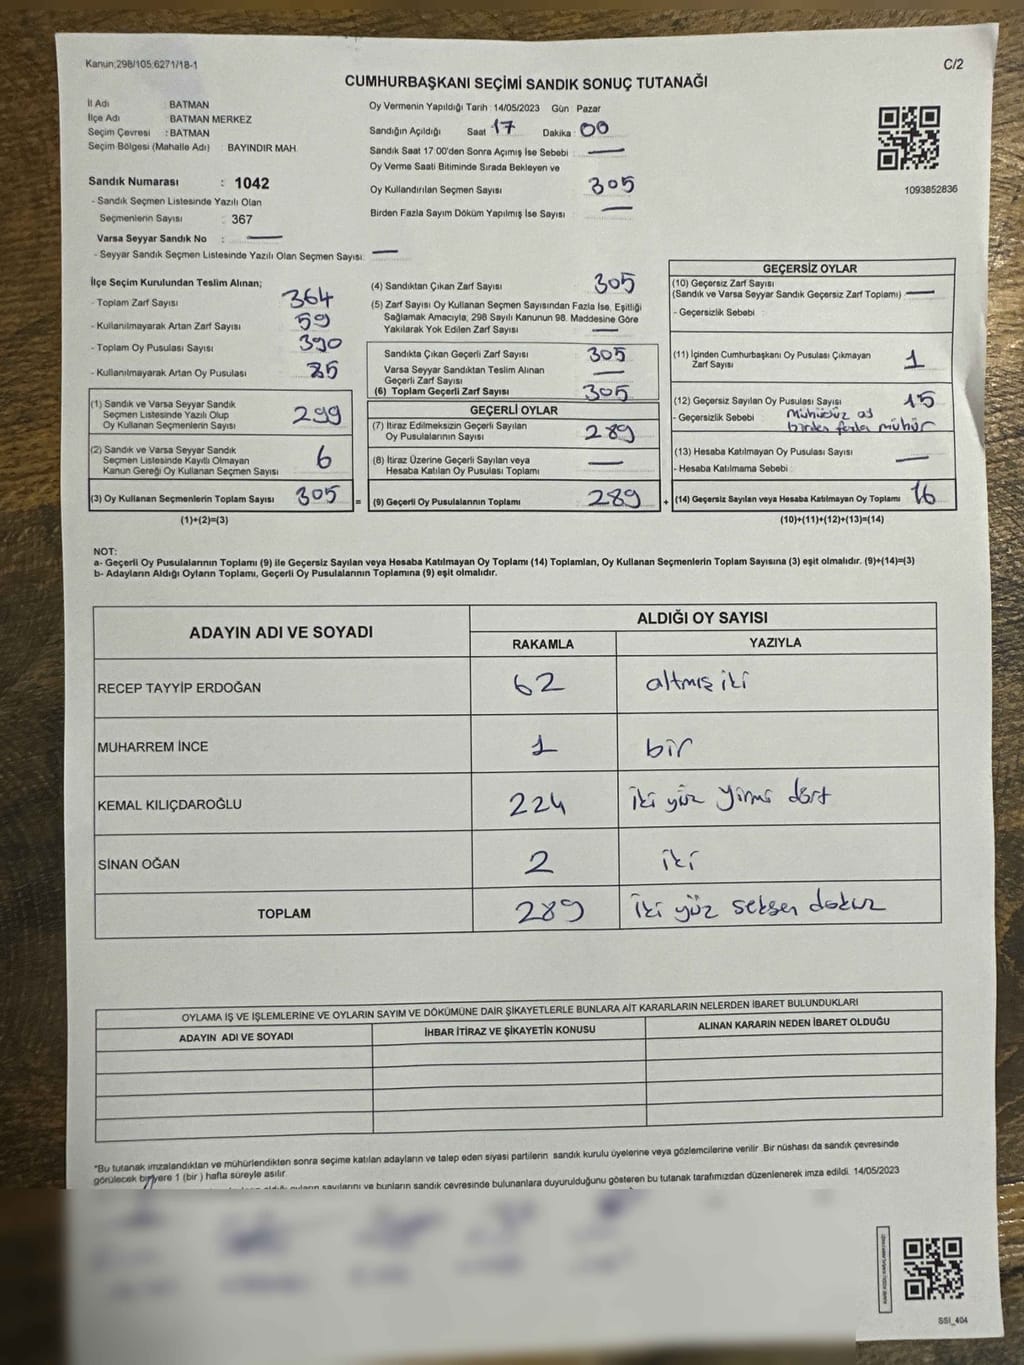 Kanun;298/105;6271/18-1
C/2
CUMHURBAŞKANI SEÇİMİ SANDIK SONUÇ TUTANAĞI
İl Adı : BATMAN
İlçe Adı : BATMAN MERKEZ
Seçim Çevresi : BATMAN
Seçim Bölgesi (Mahalle Adı) : BAYINDIR MAH.
Sandık Numarası : 1042
- Sandık Seçmen Listesinde Yazılı Olan
Seçmenlerin Sayısı : 367
Varsa Seyyar Sandık No : —
- Seyyar Sandık Seçmen Listesinde Yazılı Olan Seçmen Sayısı: —
Oy Vermenin Yapıldığı Tarih : 14/05/2023 Gün Pazar
Sandığın Açıldığı Saat 17 Dakika : 00
Sandık Saat 17:00'den Sonra Açımış İse Sebebi : —
Oy Verme Saati Bitiminde Sırada Bekleyen ve
Oy Kullandırılan Seçmen Sayısı : 305
Birden Fazla Sayım Döküm Yapılmış İse Sayısı : —
1093852836
İlçe Seçim Kurulundan Teslim Alınan;
- Toplam Zarf Sayısı : 364
- Kullanılmayarak Artan Zarf Sayısı : 59
- Toplam Oy Pusulası Sayısı : 390
- Kullanılmayarak Artan Oy Pusulası : 85
(1) Sandık ve Varsa Seyyar Sandık
Seçmen Listesinde Yazılı Olup
Oy Kullanan Seçmenlerin Sayısı : 299
(2) Sandık ve Varsa Seyyar Sandık
Seçmen Listesinde Kayıtlı Olmayan
Kanun Gereği Oy Kullanan Seçmen Sayısı : 6
(3) Oy Kullanan Seçmenlerin Toplam Sayısı : 305 =
(1)+(2)=(3)
(4) Sandıktan Çıkan Zarf Sayısı : 305
(5) Zarf Sayısı Oy Kullanan Seçmen Sayısından Fazla İse, Eşitliği
Sağlamak Amacıyla, 298 Sayılı Kanunun 98. Maddesine Göre
Yakılarak Yok Edilen Zarf Sayısı : —
Sandıkta Çıkan Geçerli Zarf Sayısı : 305
Varsa Seyyar Sandıktan Teslim Alınan
Geçerli Zarf Sayısı : —
(6) Toplam Geçerli Zarf Sayısı : 305
GEÇERLİ OYLAR
(7) İtiraz Edilmeksizin Geçerli Sayılan
Oy Pusulalarının Sayısı : 289
(8) İtiraz Üzerine Geçerli Sayılan veya
Hesaba Katılan Oy Pusulası Toplamı : —
(9) Geçerli Oy Pusulalarının Toplamı : 289 +
GEÇERSİZ OYLAR
(10) Geçersiz Zarf Sayısı
(Sandık ve Varsa Seyyar Sandık Geçersiz Zarf Toplamı) : —
- Geçersizlik Sebebi :
(11) İçinden Cumhurbaşkanı Oy Pusulası Çıkmayan
Zarf Sayısı : 1
(12) Geçersiz Sayılan Oy Pusulası Sayısı : 15
- Geçersizlik Sebebi : mühürsüz
birden fazla mühür
(13) Hesaba Katılmayan Oy Pusulası Sayısı : —
- Hesaba Katılmama Sebebi :
(14) Geçersiz Sayılan veya Hesaba Katılmayan Oy Toplamı : 16
(10)+(11)+(12)+(13)=(14)
NOT:
a- Geçerli Oy Pusulalarının Toplamı (9) ile Geçersiz Sayılan veya Hesaba Katılmayan Oy Toplamı (14) Toplamları, Oy Kullanan Seçmenlerin Toplam Sayısına (3) eşit olmalıdır. (9)+(14)=(3)
b- Adayların Aldığı Oyların Toplamı, Geçerli Oy Pusulalarının Toplamına (9) eşit olmalıdır.
ADAYIN ADI VE SOYADI ALDIĞI OY SAYISI
RAKAMLA YAZIYLA
RECEP TAYYİP ERDOĞAN 62 altmış iki
MUHARREM İNCE 1 bir
KEMAL KILIÇDAROĞLU 224 iki yüz yirmi dört
SİNAN OĞAN 2 iki
TOPLAM 289 iki yüz seksen dokuz
OYLAMA İŞ VE İŞLEMLERİNE VE OYLARIN SAYIM VE DÖKÜMÜNE DAİR ŞİKAYETLERLE BUNLARA AİT KARARLARIN NELERDEN İBARET BULUNDUKLARI
ADAYIN ADI VE SOYADI İHBAR İTİRAZ VE ŞİKAYETİN KONUSU ALINAN KARARIN NEDEN İBARET OLDUĞU
*Bu tutanak imzalandıktan ve mühürlendikten sonra seçime katılan adayların ve talep eden siyasi partilerin sandık kurulu üyelerine veya gözlemcilerine verilir. Bir nüshası da sandık çevresinde
görülecek bir yere 1 (bir ) hafta süreyle asılır.
sayılarını ve bunların sandık çevresinde bulunanlara duyurulduğunu gösteren bu tutanak tarafımızdan düzenlenerek imza edildi. 14/05/2023
SSI_404